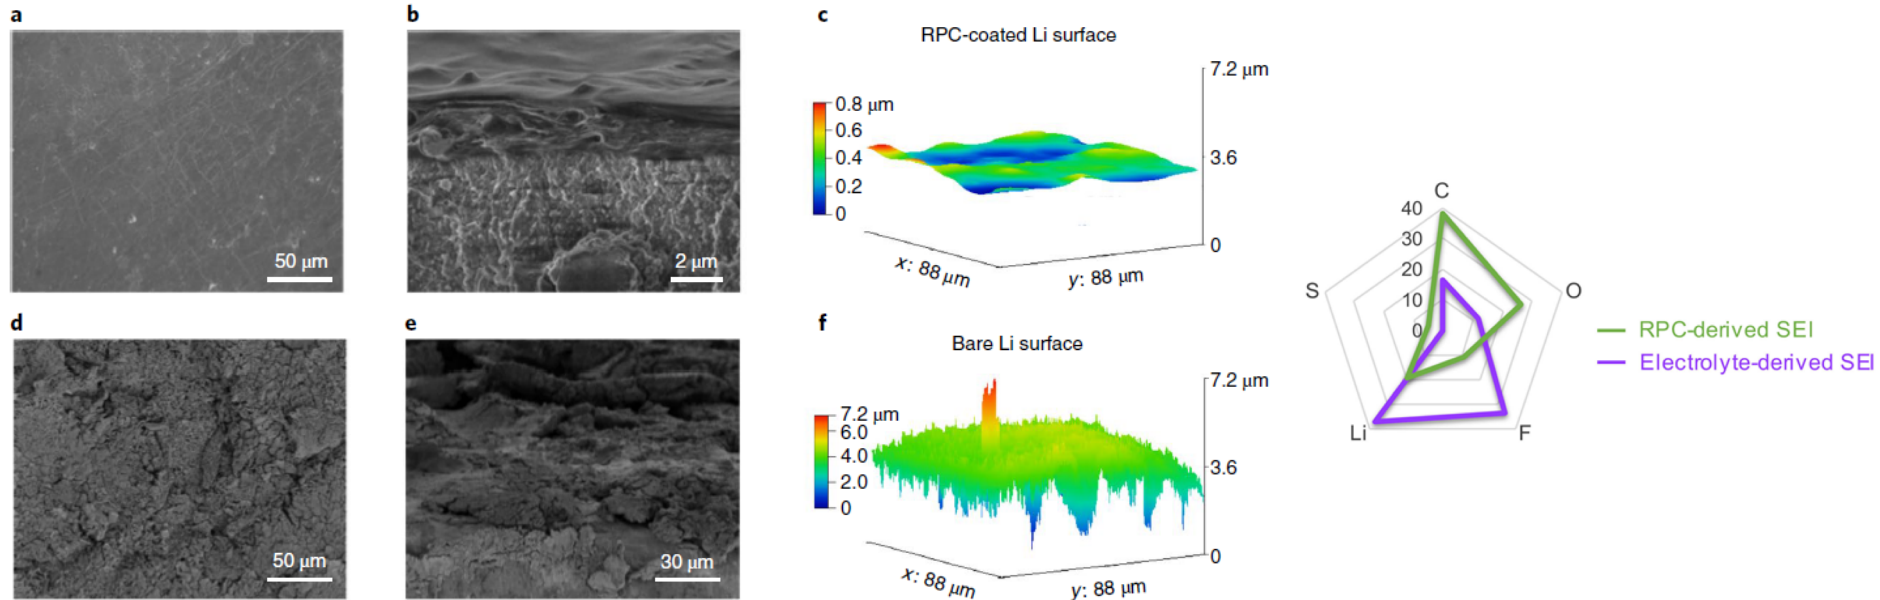 a
b
c
RPC-coated Li surface
7.2 μm
0.8 μm
0.6
0.4
0.2
0
3.6
0
50 μm
2 μm
x: 88 μm
y: 88 μm
d
e
f
Bare Li surface
7.2 μm
7.2 μm
6.0
4.0
2.0
0
3.6
0
50 μm
30 μm
x: 88 μm
y: 88 μm
C
40
30
20
10
0
S
O
Li
F
RPC-derived SEI
Electrolyte-derived SEI